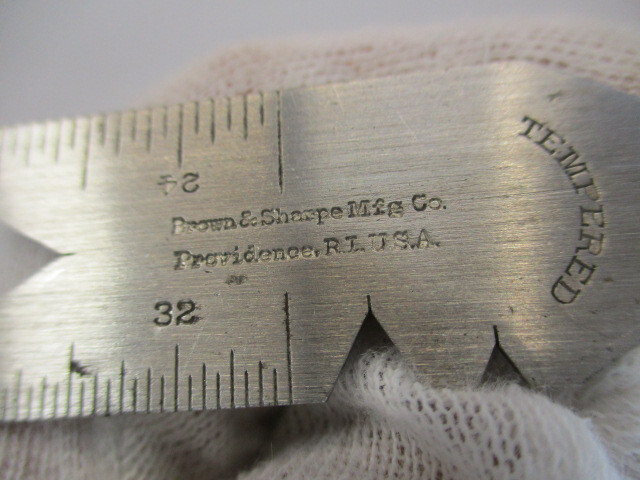 24
Brown & Sharpe Mfg Co.
Providence, R.I. U.S.A.
32
TEMPERED